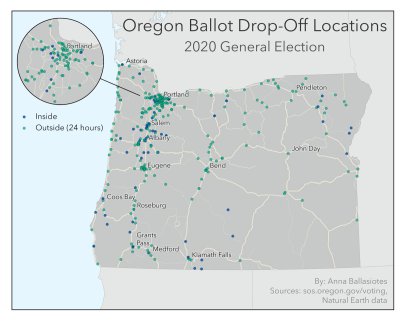 Oregon Ballot Drop-Off Locations
2020 General Election
Portland
Astoria
Inside
Outside (24 hours)
Portland
Pendleton
Salem
Albany
John Day
Eugene
Bend
Coos Bay
Roseburg
Grants
Pass
Medford
Klamath Falls
By: Anna Ballasiotes
Sources: sos.oregon.gov/voting,
Natural Earth data